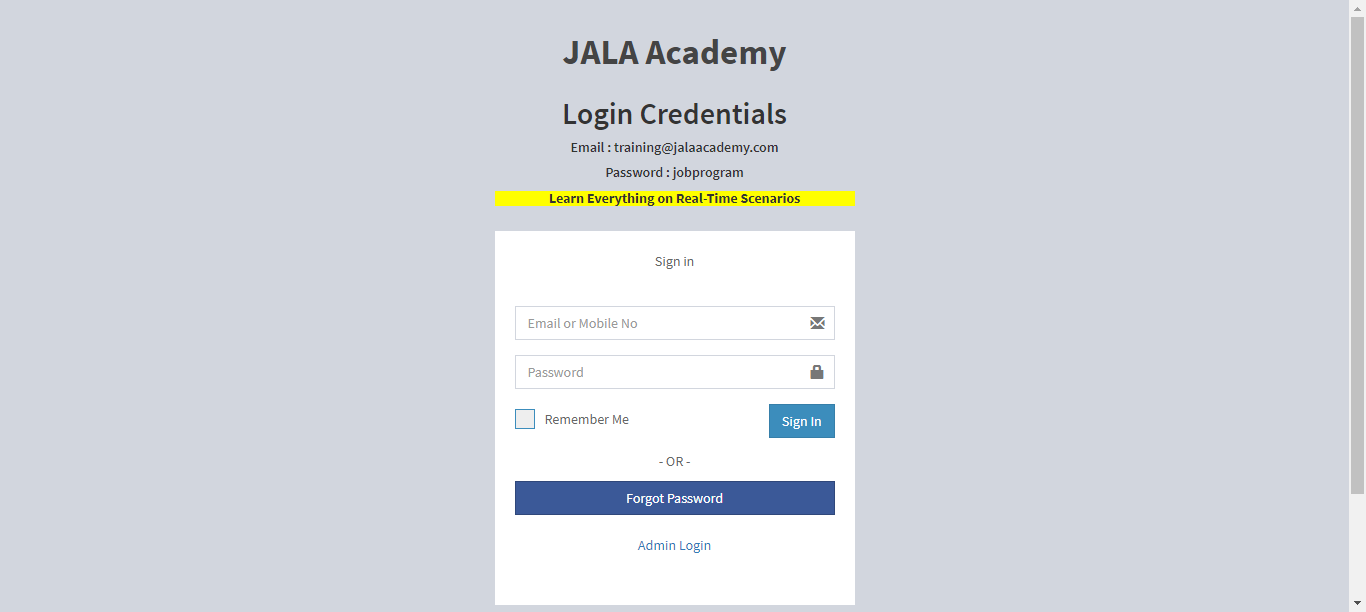 JALA Academy
Login Credentials
Email : training@jalaacademy.com
Password : jobprogram
Learn Everything on Real-Time Scenarios
Sign in
Email or Mobile No
Password
Remember Me
Sign In
- OR -
Forgot Password
Admin Login